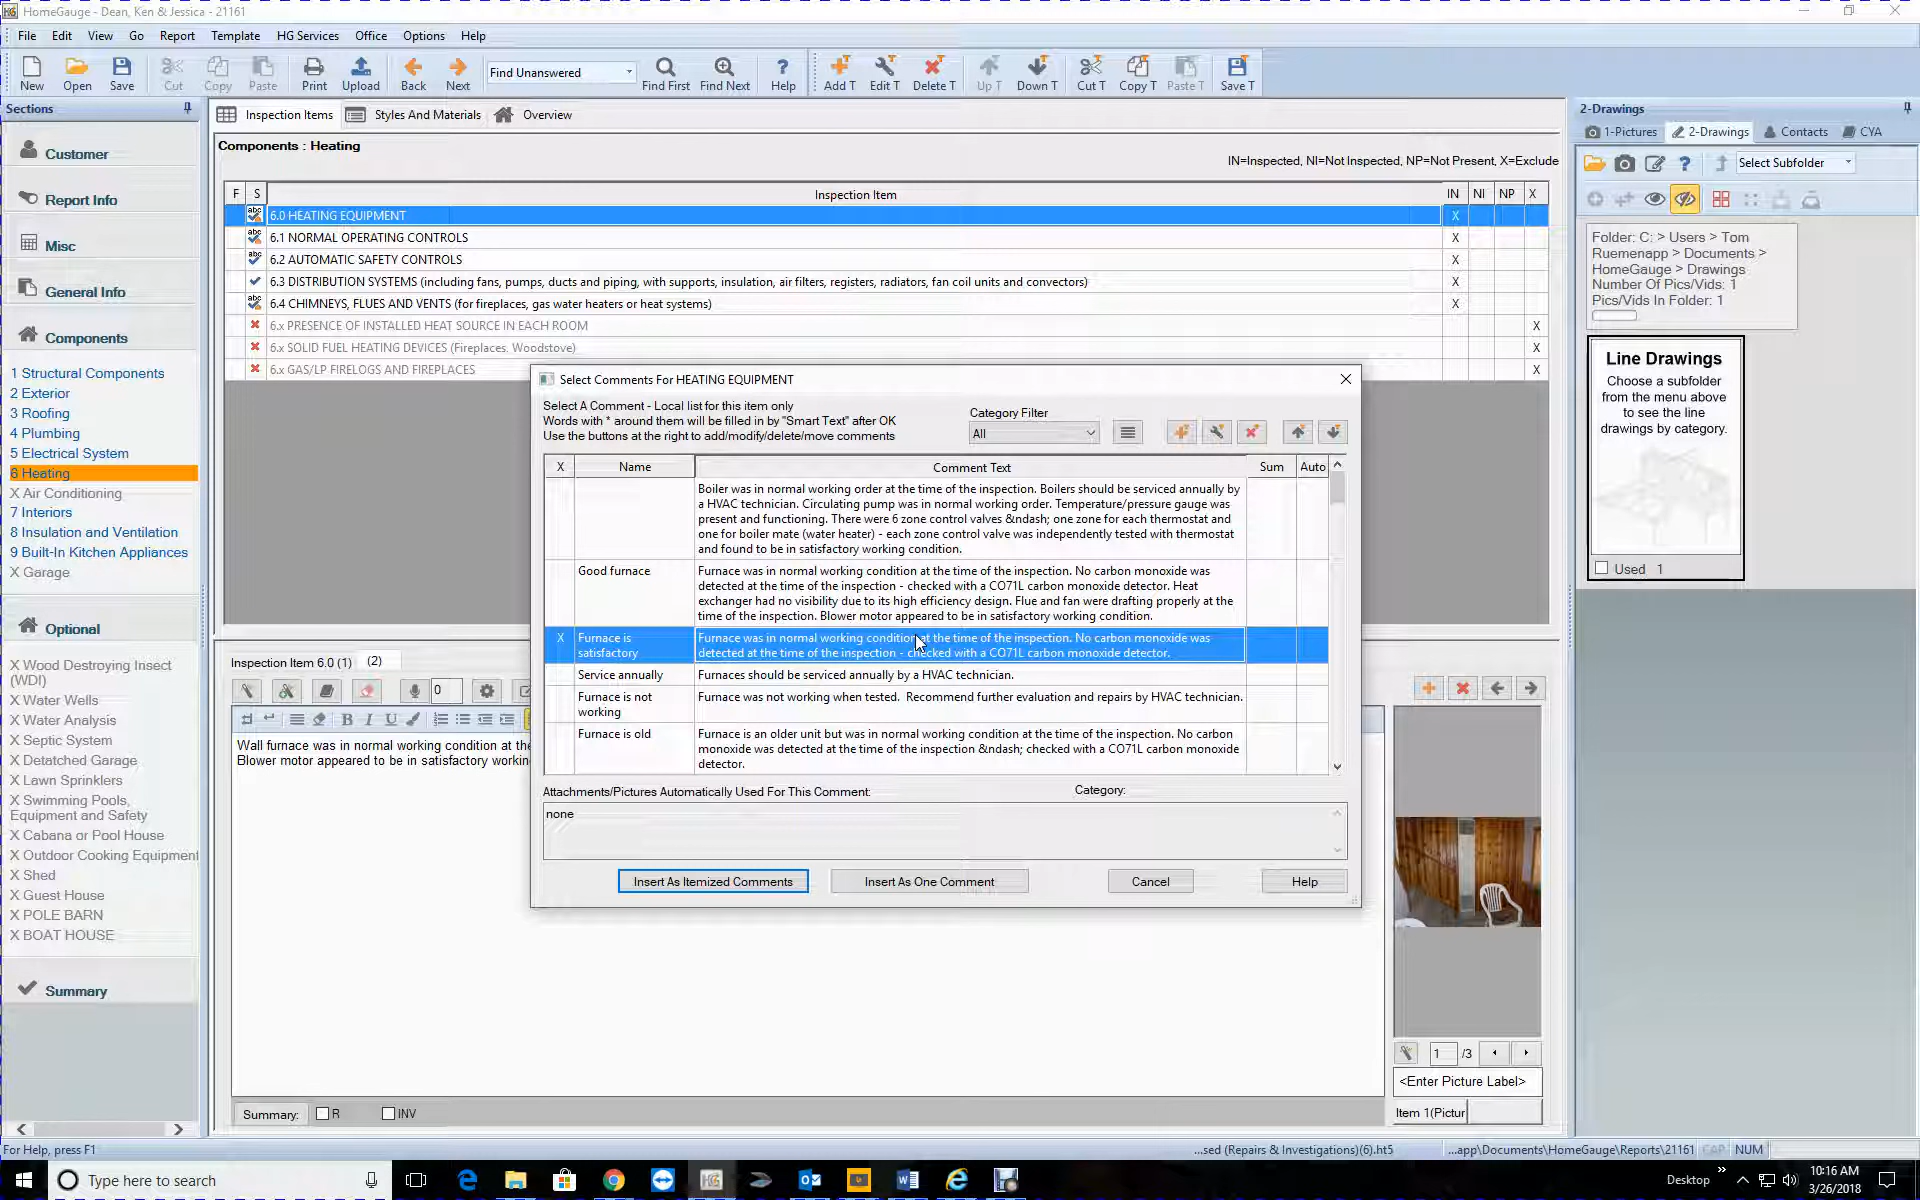 HomeGauge - Dean, Ken & Jessica - 21161
File Edit View Go Report Template HG Services Office Options Help
New Open Save Cut Copy Paste Print Upload Back Next Find Unanswered Find First Find Next Help Add T Edit T Delete T Up T Down T Cut T Copy T Paste T Save T
Sections
Customer
Report Info
Misc
General Info
Components
1 Structural Components
2 Exterior
3 Roofing
4 Plumbing
5 Electrical System
6 Heating
X Air Conditioning
7 Interiors
8 Insulation and Ventilation
9 Built-In Kitchen Appliances
X Garage
Optional
X Wood Destroying Insect
(WDI)
X Water Wells
X Water Analysis
X Septic System
X Detatched Garage
X Lawn Sprinklers
X Swimming Pools,
Equipment and Safety
X Cabana or Pool House
X Outdoor Cooking Equipment
X Shed
X Guest House
X POLE BARN
X BOAT HOUSE
Summary
Inspection Items Styles And Materials Overview
Components : Heating
IN=Inspected, NI=Not Inspected, NP=Not Present, X=Exclude
F S Inspection Item IN NI NP X
abc 6.0 HEATING EQUIPMENT X
abc 6.1 NORMAL OPERATING CONTROLS X
abc 6.2 AUTOMATIC SAFETY CONTROLS X
6.3 DISTRIBUTION SYSTEMS (including fans, pumps, ducts and piping, with supports, insulation, air filters, registers, radiators, fan coil units and convectors) X
abc 6.4 CHIMNEYS, FLUES AND VENTS (for fireplaces, gas water heaters or heat systems) X
6.x PRESENCE OF INSTALLED HEAT SOURCE IN EACH ROOM X
6.x SOLID FUEL HEATING DEVICES (Fireplaces, Woodstove) X
6.x GAS/LP FIRELOGS AND FIREPLACES X
Select Comments For HEATING EQUIPMENT
Select A Comment - Local list for this item only
Words with * around them will be filled in by "Smart Text" after OK
Use the buttons at the right to add/modify/delete/move comments
Category Filter
All
X Name Comment Text Sum Auto
Boiler was in normal working order at the time of the inspection. Boilers should be serviced annually by
a HVAC technician. Circulating pump was in normal working order. Temperature/pressure gauge was
present and functioning. There were 6 zone control valves &ndash; one zone for each thermostat and
one for boiler mate (water heater) - each zone control valve was independently tested with thermostat
and found to be in satisfactory working condition.
Good furnace
Furnace was in normal working condition at the time of the inspection. No carbon monoxide was
detected at the time of the inspection - checked with a CO71L carbon monoxide detector. Heat
exchanger had no visibility due to its high efficiency design. Flue and fan were drafting properly at the
time of the inspection. Blower motor appeared to be in satisfactory working condition.
X Furnace is
satisfactory
Furnace was in normal working condition at the time of the inspection. No carbon monoxide was
detected at the time of the inspection - checked with a CO71L carbon monoxide detector.
Service annually Furnaces should be serviced annually by a HVAC technician.
Furnace is not
working
Furnace was not working when tested. Recommend further evaluation and repairs by HVAC technician.
Furnace is old
Furnace is an older unit but was in normal working condition at the time of the inspection. No carbon
monoxide was detected at the time of the inspection &ndash; checked with a CO71L carbon monoxide
detector.
Attachments/Pictures Automatically Used For This Comment: Category:
none
Insert As Itemized Comments Insert As One Comment Cancel Help
Inspection Item 6.0 (1) (2)
0
B I U
Wall furnace was in normal working condition at the
Blower motor appeared to be in satisfactory workin
Summary: R INV
1 /3
<Enter Picture Label>
Item 1(Pictur
2-Drawings
1-Pictures 2-Drawings Contacts CYA
Select Subfolder
Folder: C: > Users > Tom
Ruemenapp > Documents >
HomeGauge > Drawings
Number Of Pics/Vids: 1
Pics/Vids In Folder: 1
Line Drawings
Choose a subfolder
from the menu above
to see the line
drawings by category.
Used 1
For Help, press F1 ...sed (Repairs & Investigations)(6).ht5 ...app\Documents\HomeGauge\Reports\21161 CAP NUM
Type here to search
Desktop
10:16 AM
3/26/2018